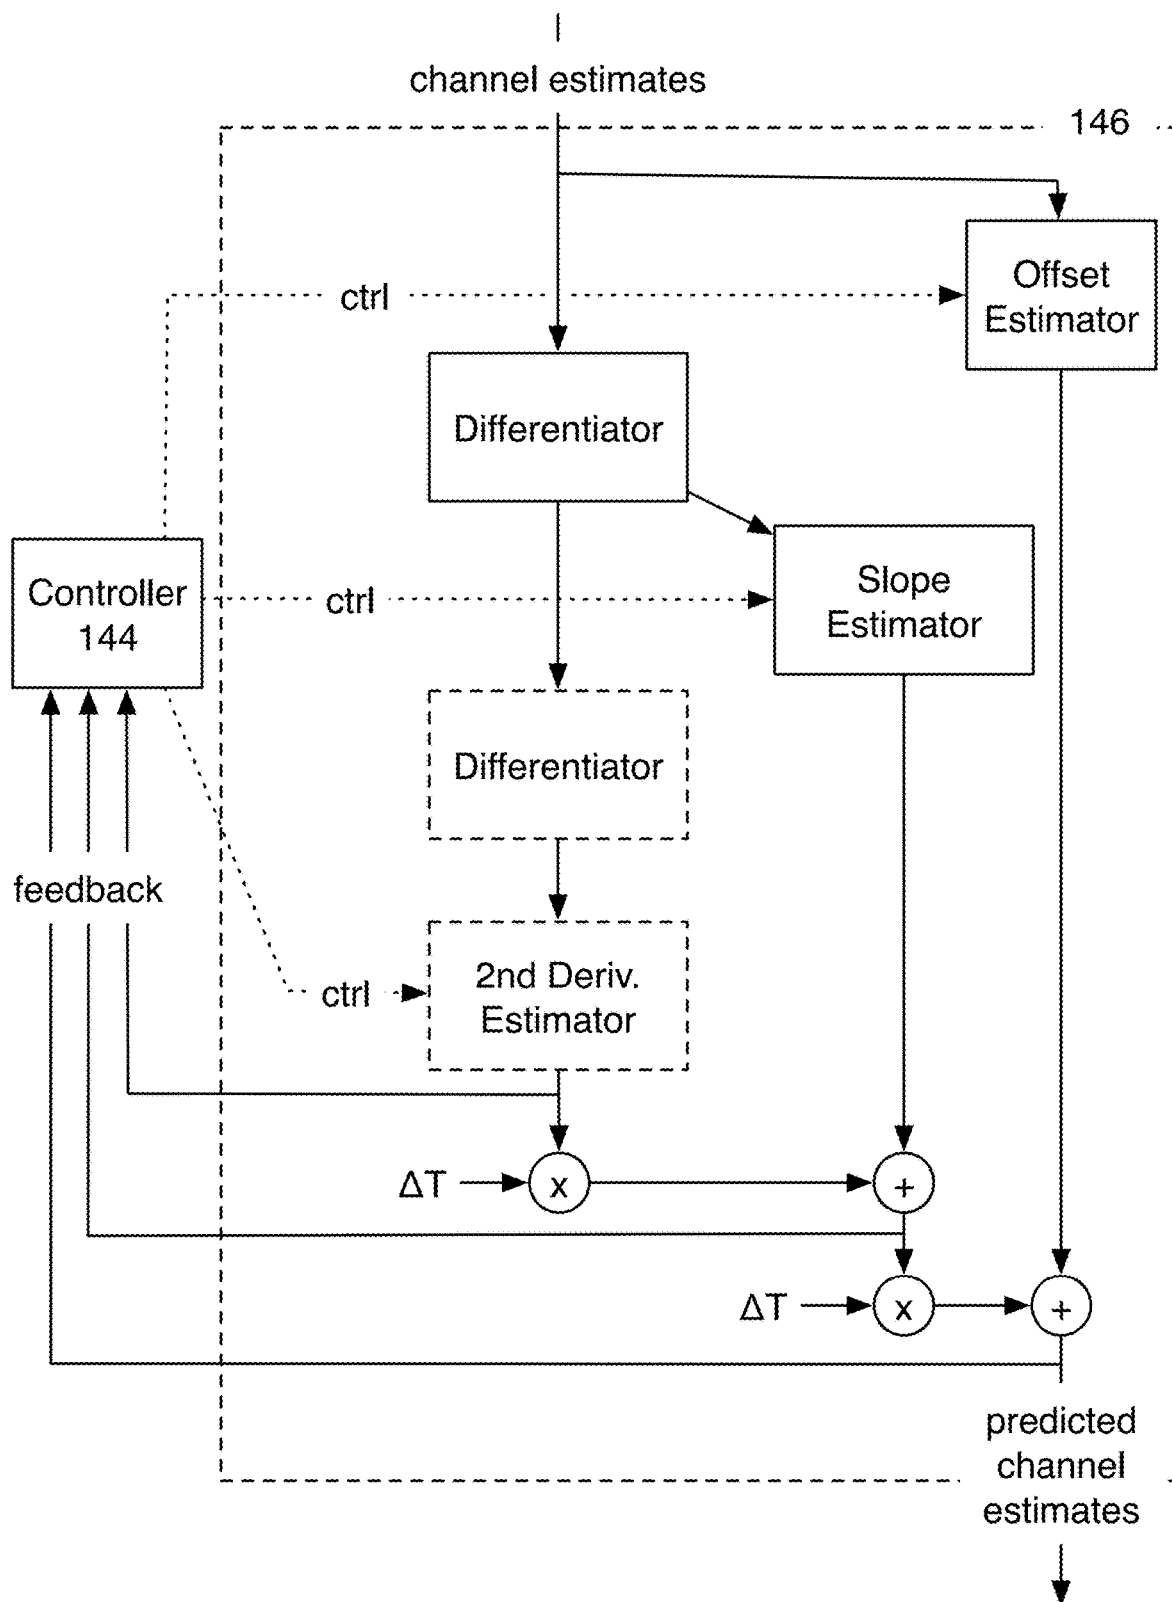 channel estimates
146
ctrl
Offset
Estimator
Differentiator
Controller
144
ctrl
Slope
Estimator
Differentiator
feedback
ctrl
2nd Deriv.
Estimator
ΔT
x
+
ΔT
x
+
predicted
channel
estimates